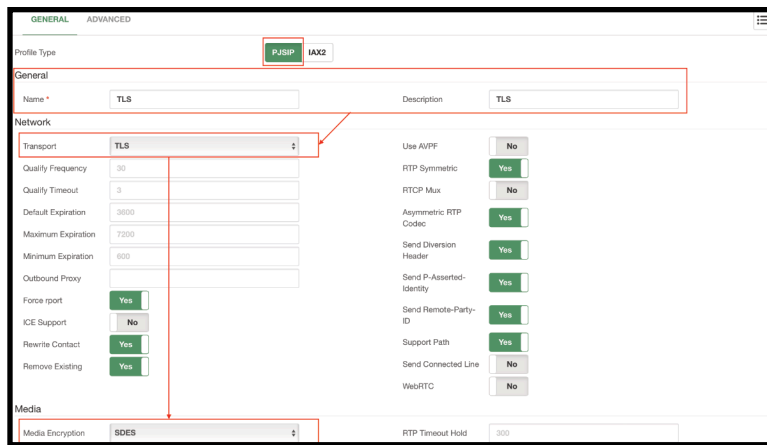 GENERAL ADVANCED
Profile Type PJSIP IAX2
General
Name * TLS Description TLS
Network
Transport TLS Use AVPF No
Qualify Frequency 30 RTP Symmetric Yes
Qualify Timeout 3 RTCP Mux No
Default Expiration 3600 Asymmetric RTP Codec Yes
Maximum Expiration 7200 Send Diversion Header Yes
Minimum Expiration 600
Outbound Proxy Send P-Asserted-Identity Yes
Force rport Yes Send Remote-Party-ID Yes
ICE Support No
Rewrite Contact Yes Support Path Yes
Remove Existing Yes Send Connected Line No
WebRTC No
Media
Media Encryption SDES RTP Timeout Hold 300